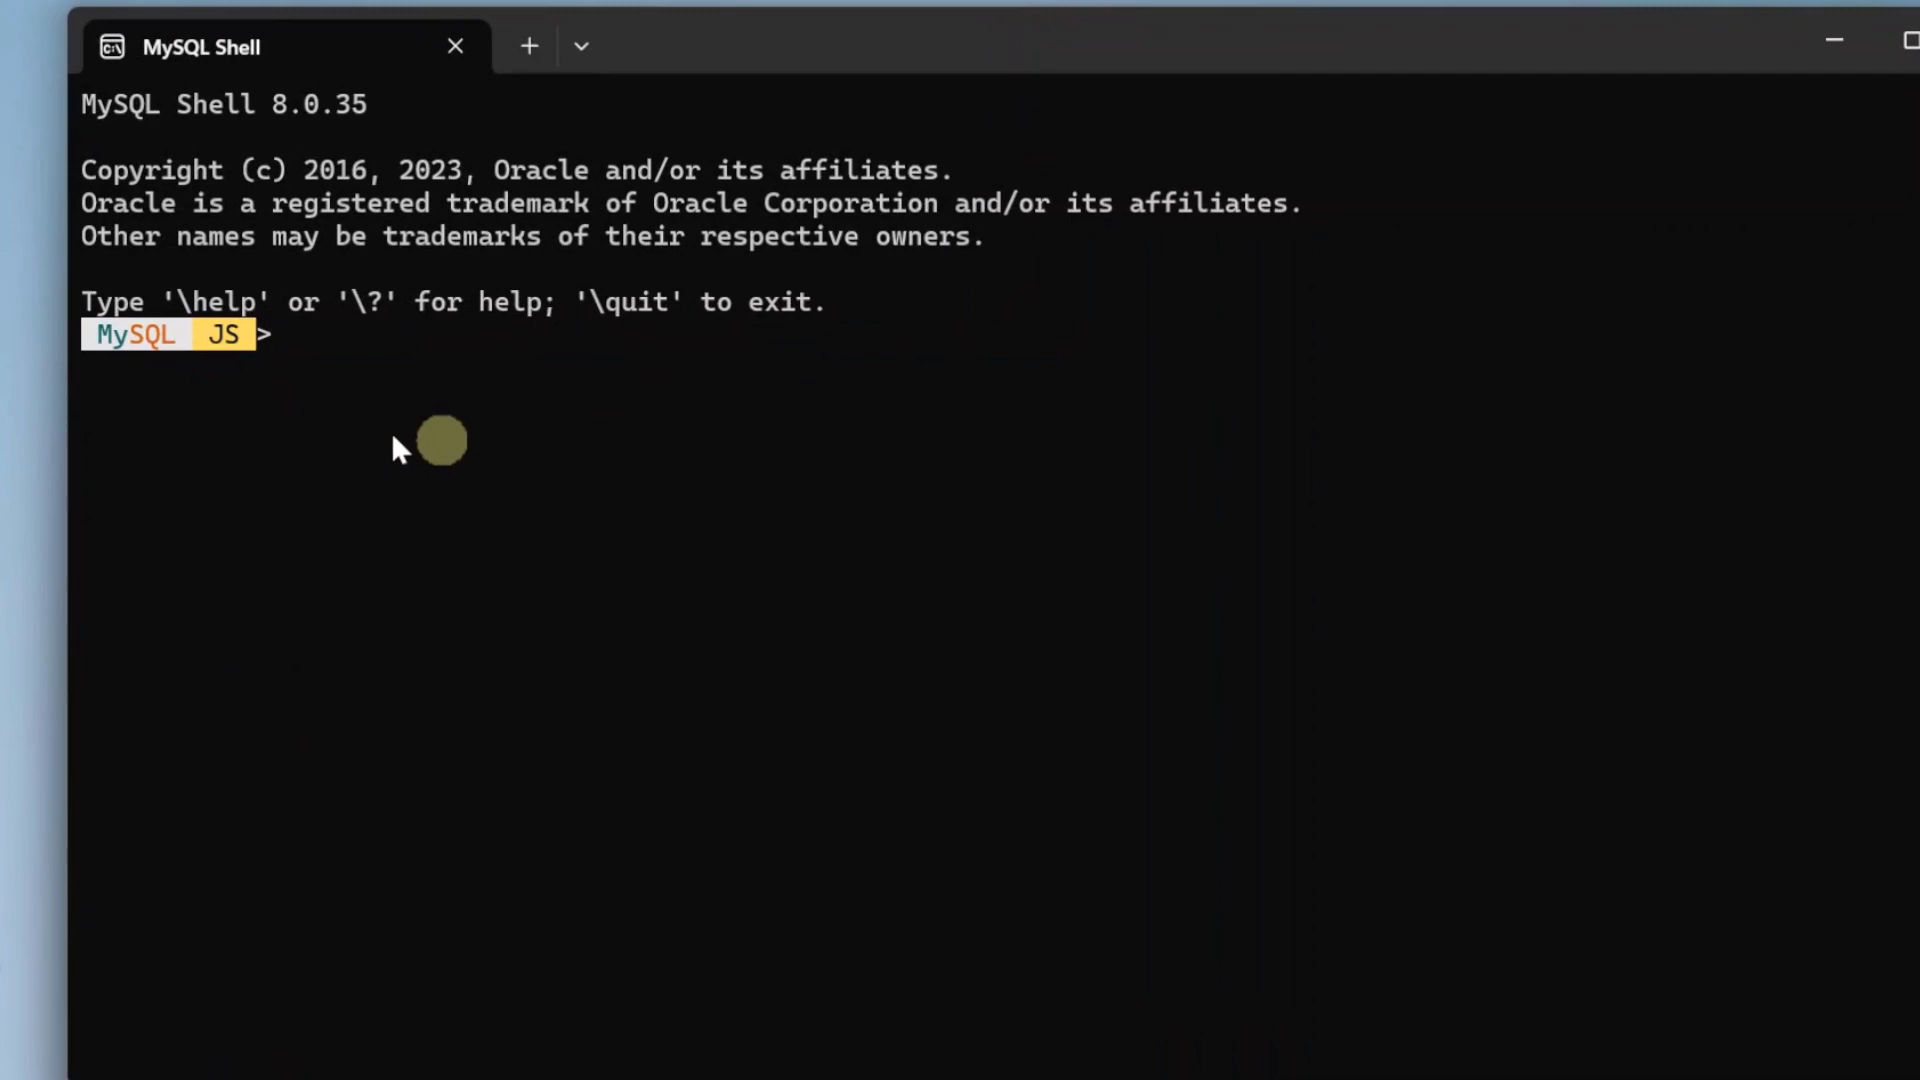 MySQL Shell
MySQL Shell 8.0.35
Copyright (c) 2016, 2023, Oracle and/or its affiliates.
Oracle is a registered trademark of Oracle Corporation and/or its affiliates.
Other names may be trademarks of their respective owners.
Type '\help' or '\?' for help; '\quit' to exit.
MySQL JS >